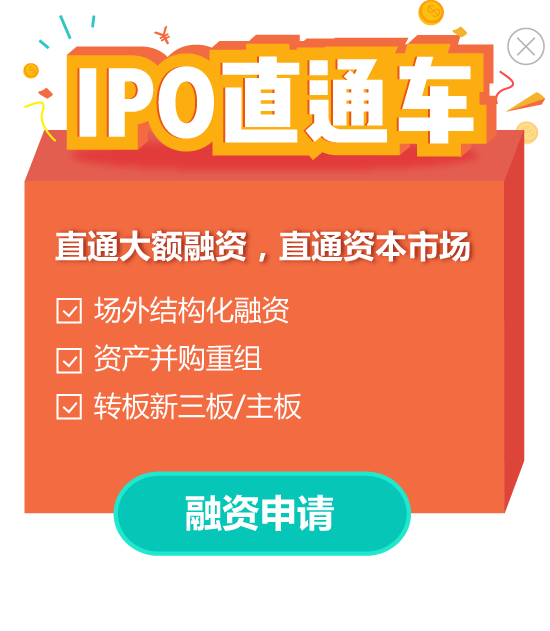 IPO直通车
直通大额融资，直通资本市场
场外结构化融资
资产并购重组
转板新三板/主板
融资申请